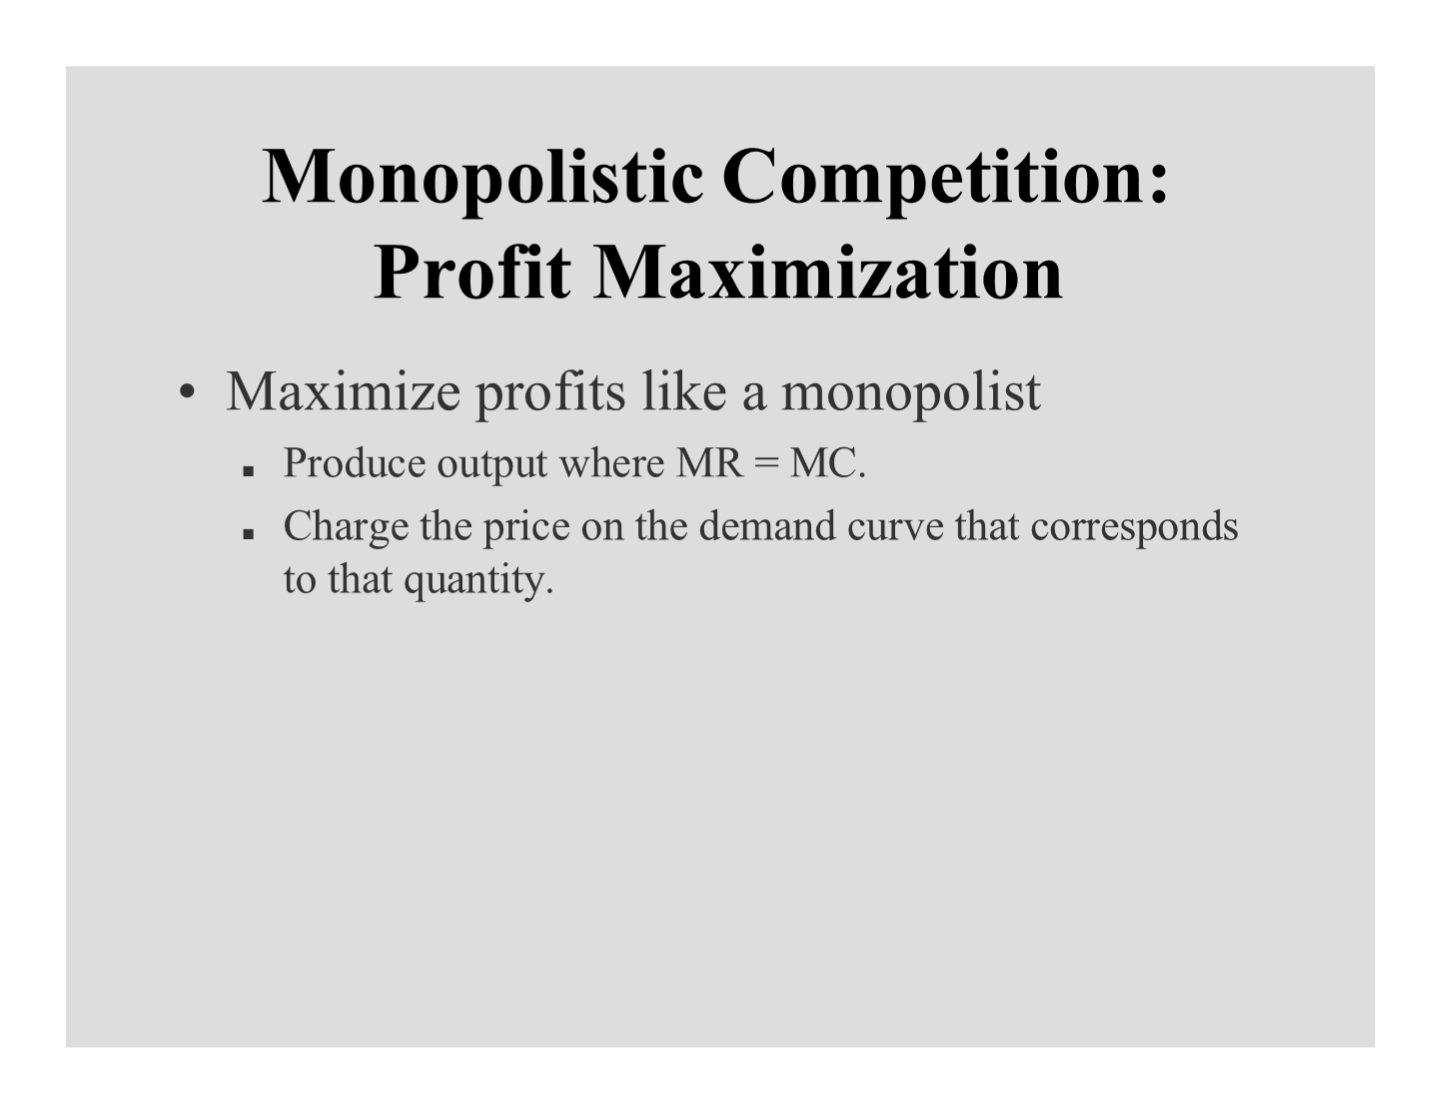 Monopolistic Competition:
Profit Maximization
• Maximize profits like a monopolist
▪ Produce output where MR = MC.
▪ Charge the price on the demand curve that corresponds
to that quantity.